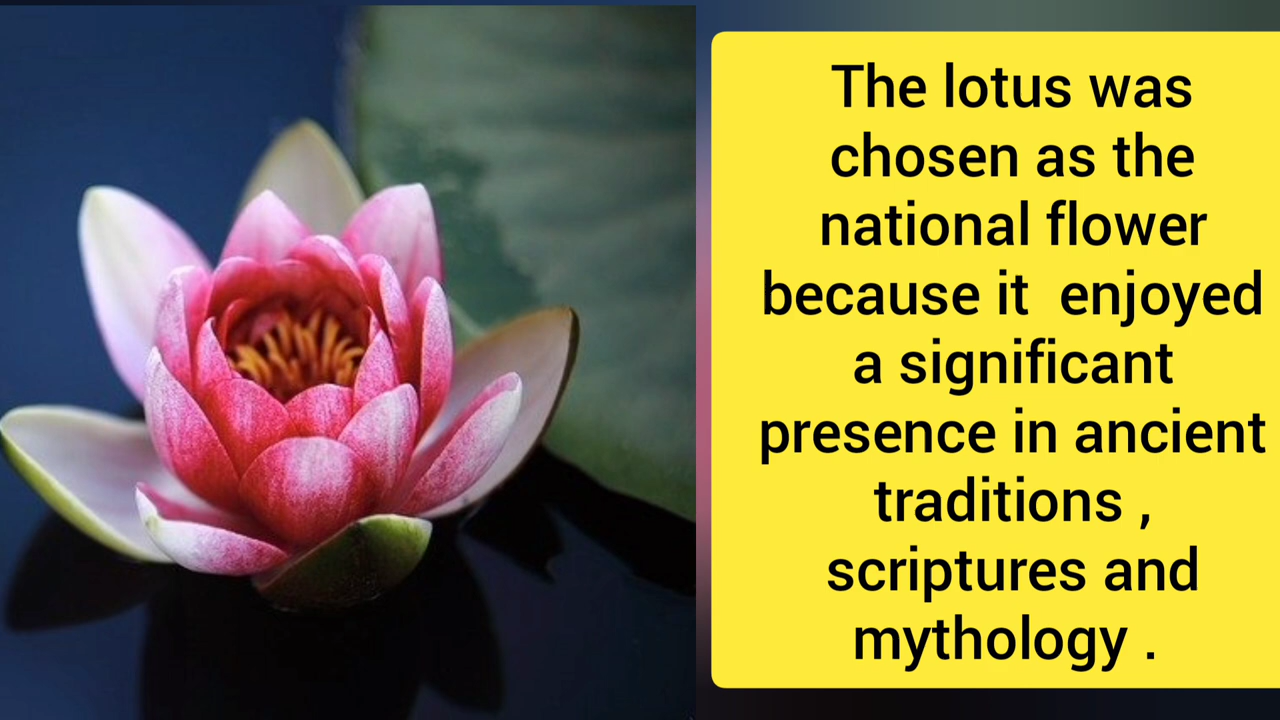 The lotus was
chosen as the
national flower
because it  enjoyed
a significant
presence in ancient
traditions ,
scriptures and
mythology .